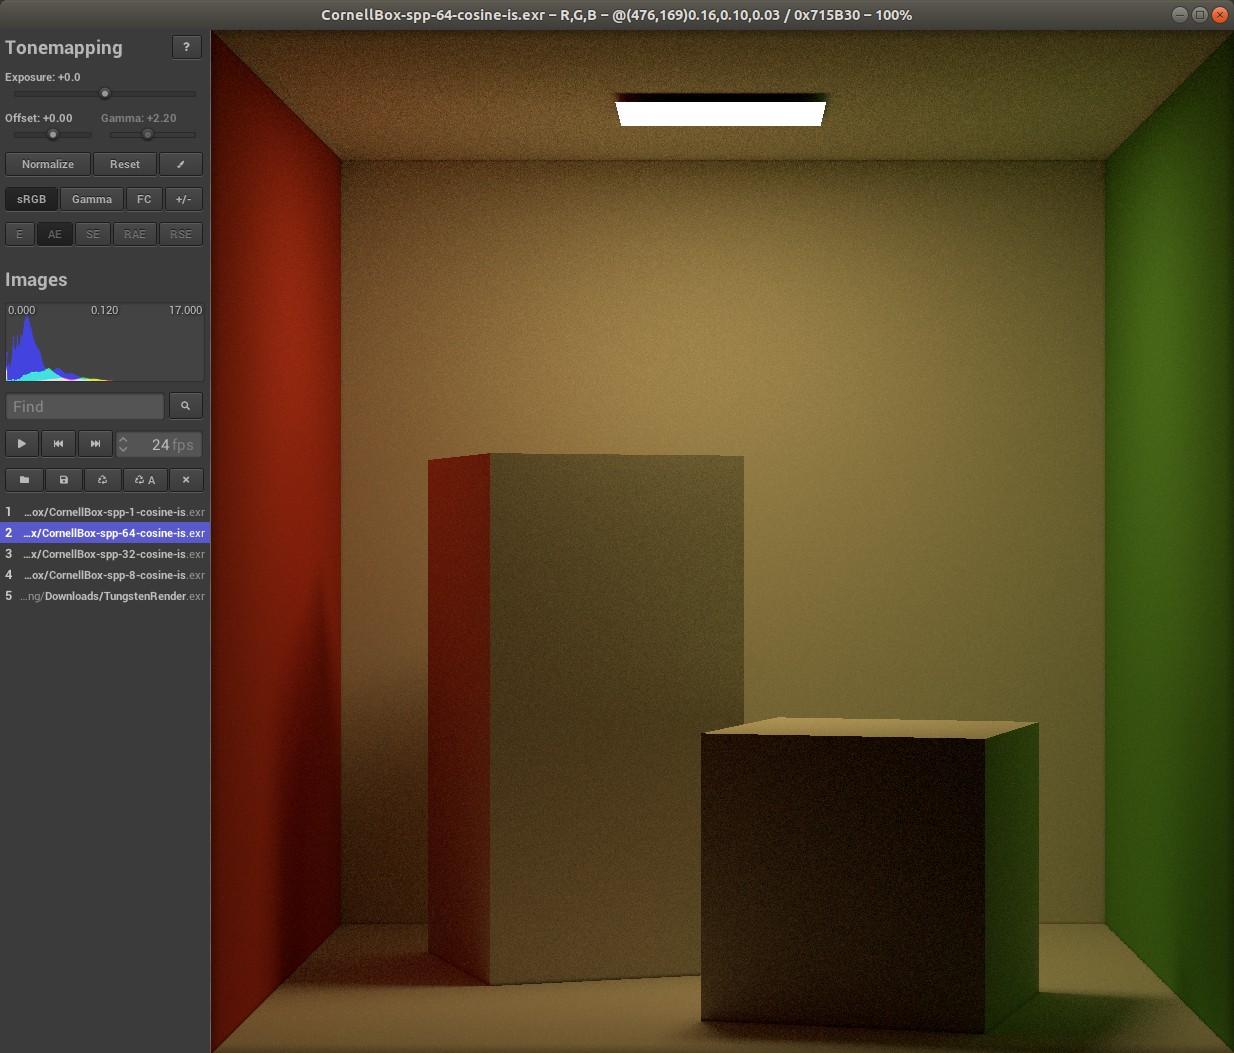 CornellBox-spp-64-cosine-is.exr – R,G,B – @(476,169)0.16,0.10,0.03 / 0x715B30 – 100%
Tonemapping ?
Exposure: +0.0
Offset: +0.00 Gamma: +2.20
Normalize Reset
sRGB Gamma FC +/-
E AE SE RAE RSE
Images
0.000 0.120 17.000
Find
24 fps
A
1 ...ox/CornellBox-spp-1-cosine-is.exr
2 ...x/CornellBox-spp-64-cosine-is.exr
3 ...x/CornellBox-spp-32-cosine-is.exr
4 ...ox/CornellBox-spp-8-cosine-is.exr
5 ...ng/Downloads/TungstenRender.exr